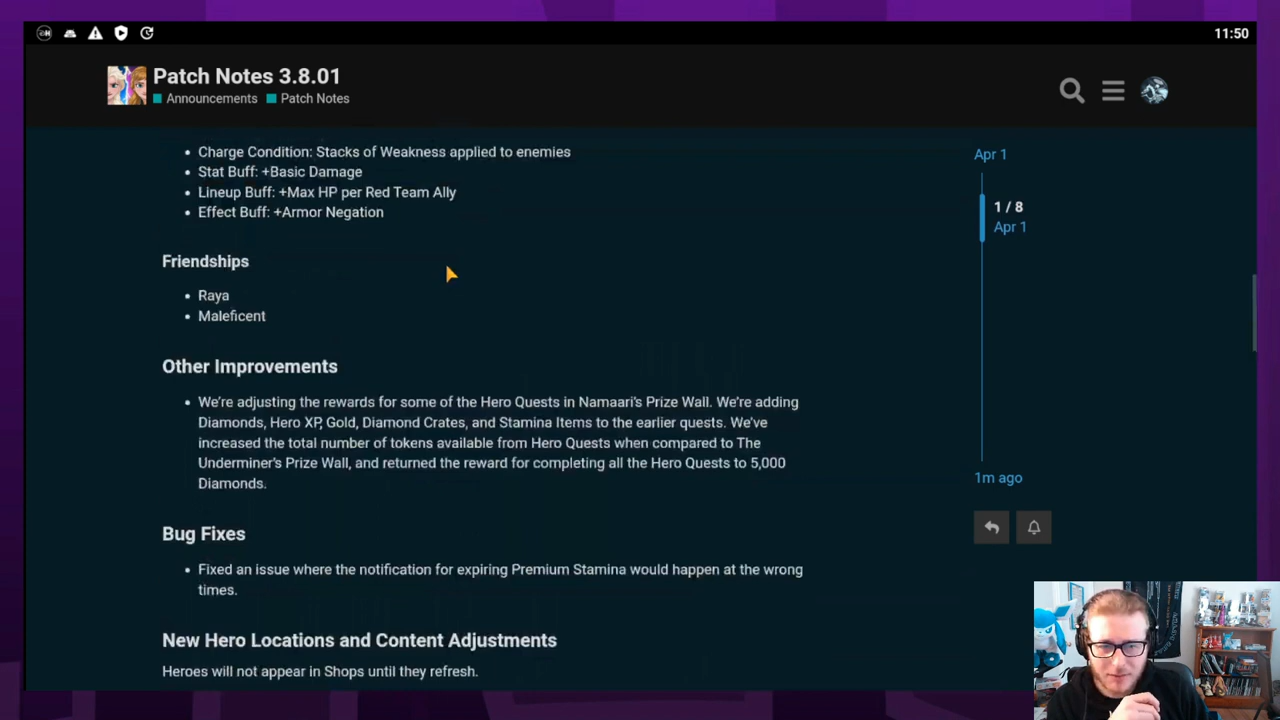 11:50
Patch Notes 3.8.01
Announcements Patch Notes
• Charge Condition: Stacks of Weakness applied to enemies
• Stat Buff: +Basic Damage
• Lineup Buff: +Max HP per Red Team Ally
• Effect Buff: +Armor Negation
Friendships
• Raya
• Maleficent
Other Improvements
• We're adjusting the rewards for some of the Hero Quests in Namaari's Prize Wall. We're adding
Diamonds, Hero XP, Gold, Diamond Crates, and Stamina Items to the earlier quests. We've
increased the total number of tokens available from Hero Quests when compared to The
Underminer's Prize Wall, and returned the reward for completing all the Hero Quests to 5,000
Diamonds.
Bug Fixes
• Fixed an issue where the notification for expiring Premium Stamina would happen at the wrong
times.
New Hero Locations and Content Adjustments
Heroes will not appear in Shops until they refresh.
Apr 1
1 / 8
Apr 1
1m ago